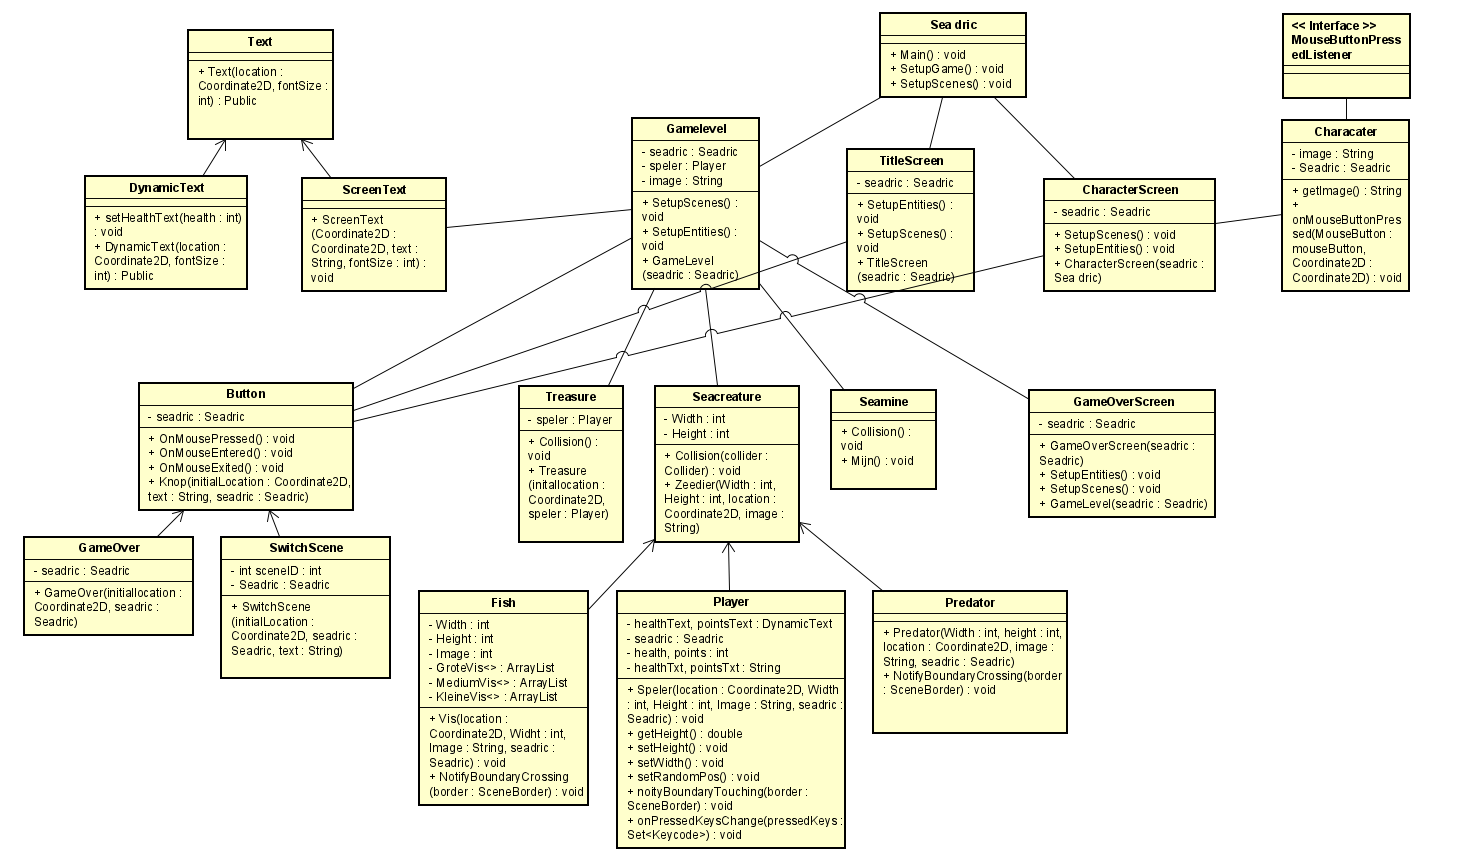 Text
+ Text(location :
Coordinate2D, fontSize :
int) : Public
Sea dric
+ Main() : void
+ SetupGame() : void
+ SetupScenes() : void
<< Interface >>
MouseButtonPress
edListener
Gamelevel
- seadric : Seadric
- speler : Player
- image : String
+ SetupScenes() :
void
+ SetupEntities() :
void
+ GameLevel
(seadric : Seadric)
TitleScreen
- seadric : Seadric
+ SetupEntities() :
void
+ SetupScenes() :
void
+ TitleScreen
(seadric : Seadric)
CharacterScreen
- seadric : Seadric
+ SetupScenes() : void
+ SetupEntities() : void
+ CharacterScreen(seadric :
Sea dric)
Characater
- image : String
- Seadric : Seadric
+ getImage() : String
+
onMouseButtonPres
sed(MouseButton :
mouseButton,
Coordinate2D :
Coordinate2D) : void
DynamicText
+ setHealthText(health : int)
: void
+ DynamicText(location :
Coordinate2D, fontSize :
int) : Public
ScreenText
+ ScreenText
(Coordinate2D :
Coordinate2D, text :
String, fontSize : int) :
void
Button
- seadric : Seadric
+ OnMousePressed() : void
+ OnMouseEntered() : void
+ OnMouseExited() : void
+ Knop(initialLocation : Coordinate2D,
text : String, seadric : Seadric)
Treasure
- speler : Player
+ Collision() :
void
+ Treasure
(initallocation :
Coordinate2D,
speler : Player)
Seacreature
- Width : int
- Height : int
+ Collision(collider :
Collider) : void
+ Zeedier(Width : int,
Height : int, location :
Coordinate2D, image :
String)
Seamine
+ Collision() :
void
+ Mijn() : void
GameOverScreen
- seadric : Seadric
+ GameOverScreen(seadric :
Seadric)
+ SetupEntities() : void
+ SetupScenes() : void
+ GameLevel(seadric : Seadric)
GameOver
- seadric : Seadric
+ GameOver(initiallocation :
Coordinate2D, seadric :
Seadric)
SwitchScene
- int sceneID : int
- Seadric : Seadric
+ SwitchScene
(initialLocation :
Coordinate2D, seadric :
Seadric, text : String)
Fish
- Width : int
- Height : int
- Image : int
- GroteVis<> : ArrayList
- MediumVis<> : ArrayList
- KleineVis<> : ArrayList
+ Vis(location :
Coordinate2D, Widht : int,
Image : String, seadric :
Seadric) : void
+ NotifyBoundaryCrossing
(border : SceneBorder) : void
Player
- healthText, pointsText : DynamicText
- seadric : Seadric
- health, points : int
- healthTxt, pointsTxt : String
+ Speler(location : Coordinate2D, Width
: int, Height : int, Image : String, seadric :
Seadric) : void
+ getHeight() : double
+ setHeight() : void
+ setWidth() : void
+ setRandomPos() : void
+ noityBoundaryTouching(border :
SceneBorder) : void
+ onPressedKeysChange(pressedKeys :
Set<Keycode>) : void
Predator
+ Predator(Width : int, height : int,
location : Coordinate2D, image :
String, seadric : Seadric)
+ NotifyBoundaryCrossing(border
: SceneBorder) : void